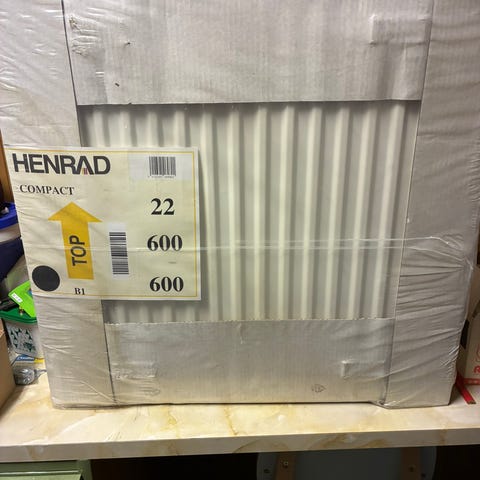 HENRAD
COMPACT
22
600
600
TOP
B1